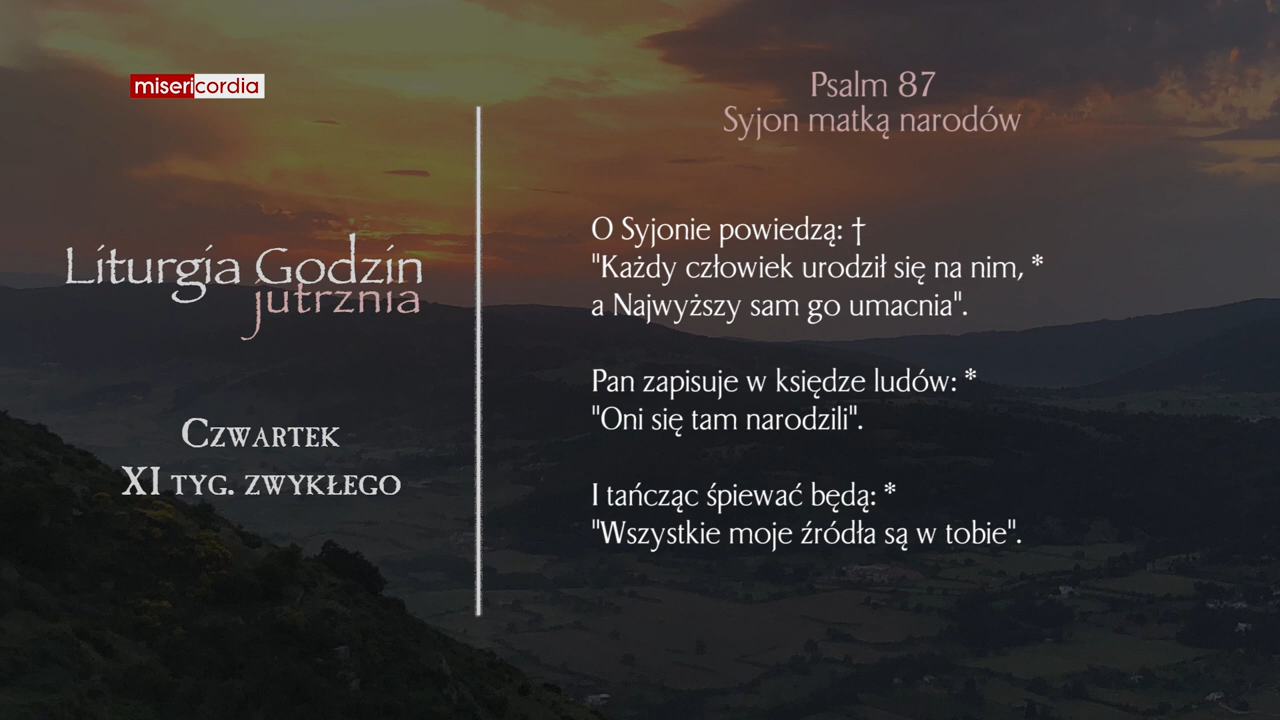 misericordia
Liturgia Godzin
jutrznia
Czwartek
XI tyg. zwykłego
Psalm 87
Syjon matką narodów
O Syjonie powiedzą: †
"Każdy człowiek urodził się na nim, *
a Najwyższy sam go umacnia".
Pan zapisuje w księdze ludów: *
"Oni się tam narodzili".
I tańcząc śpiewać będą: *
"Wszystkie moje źródła są w tobie".